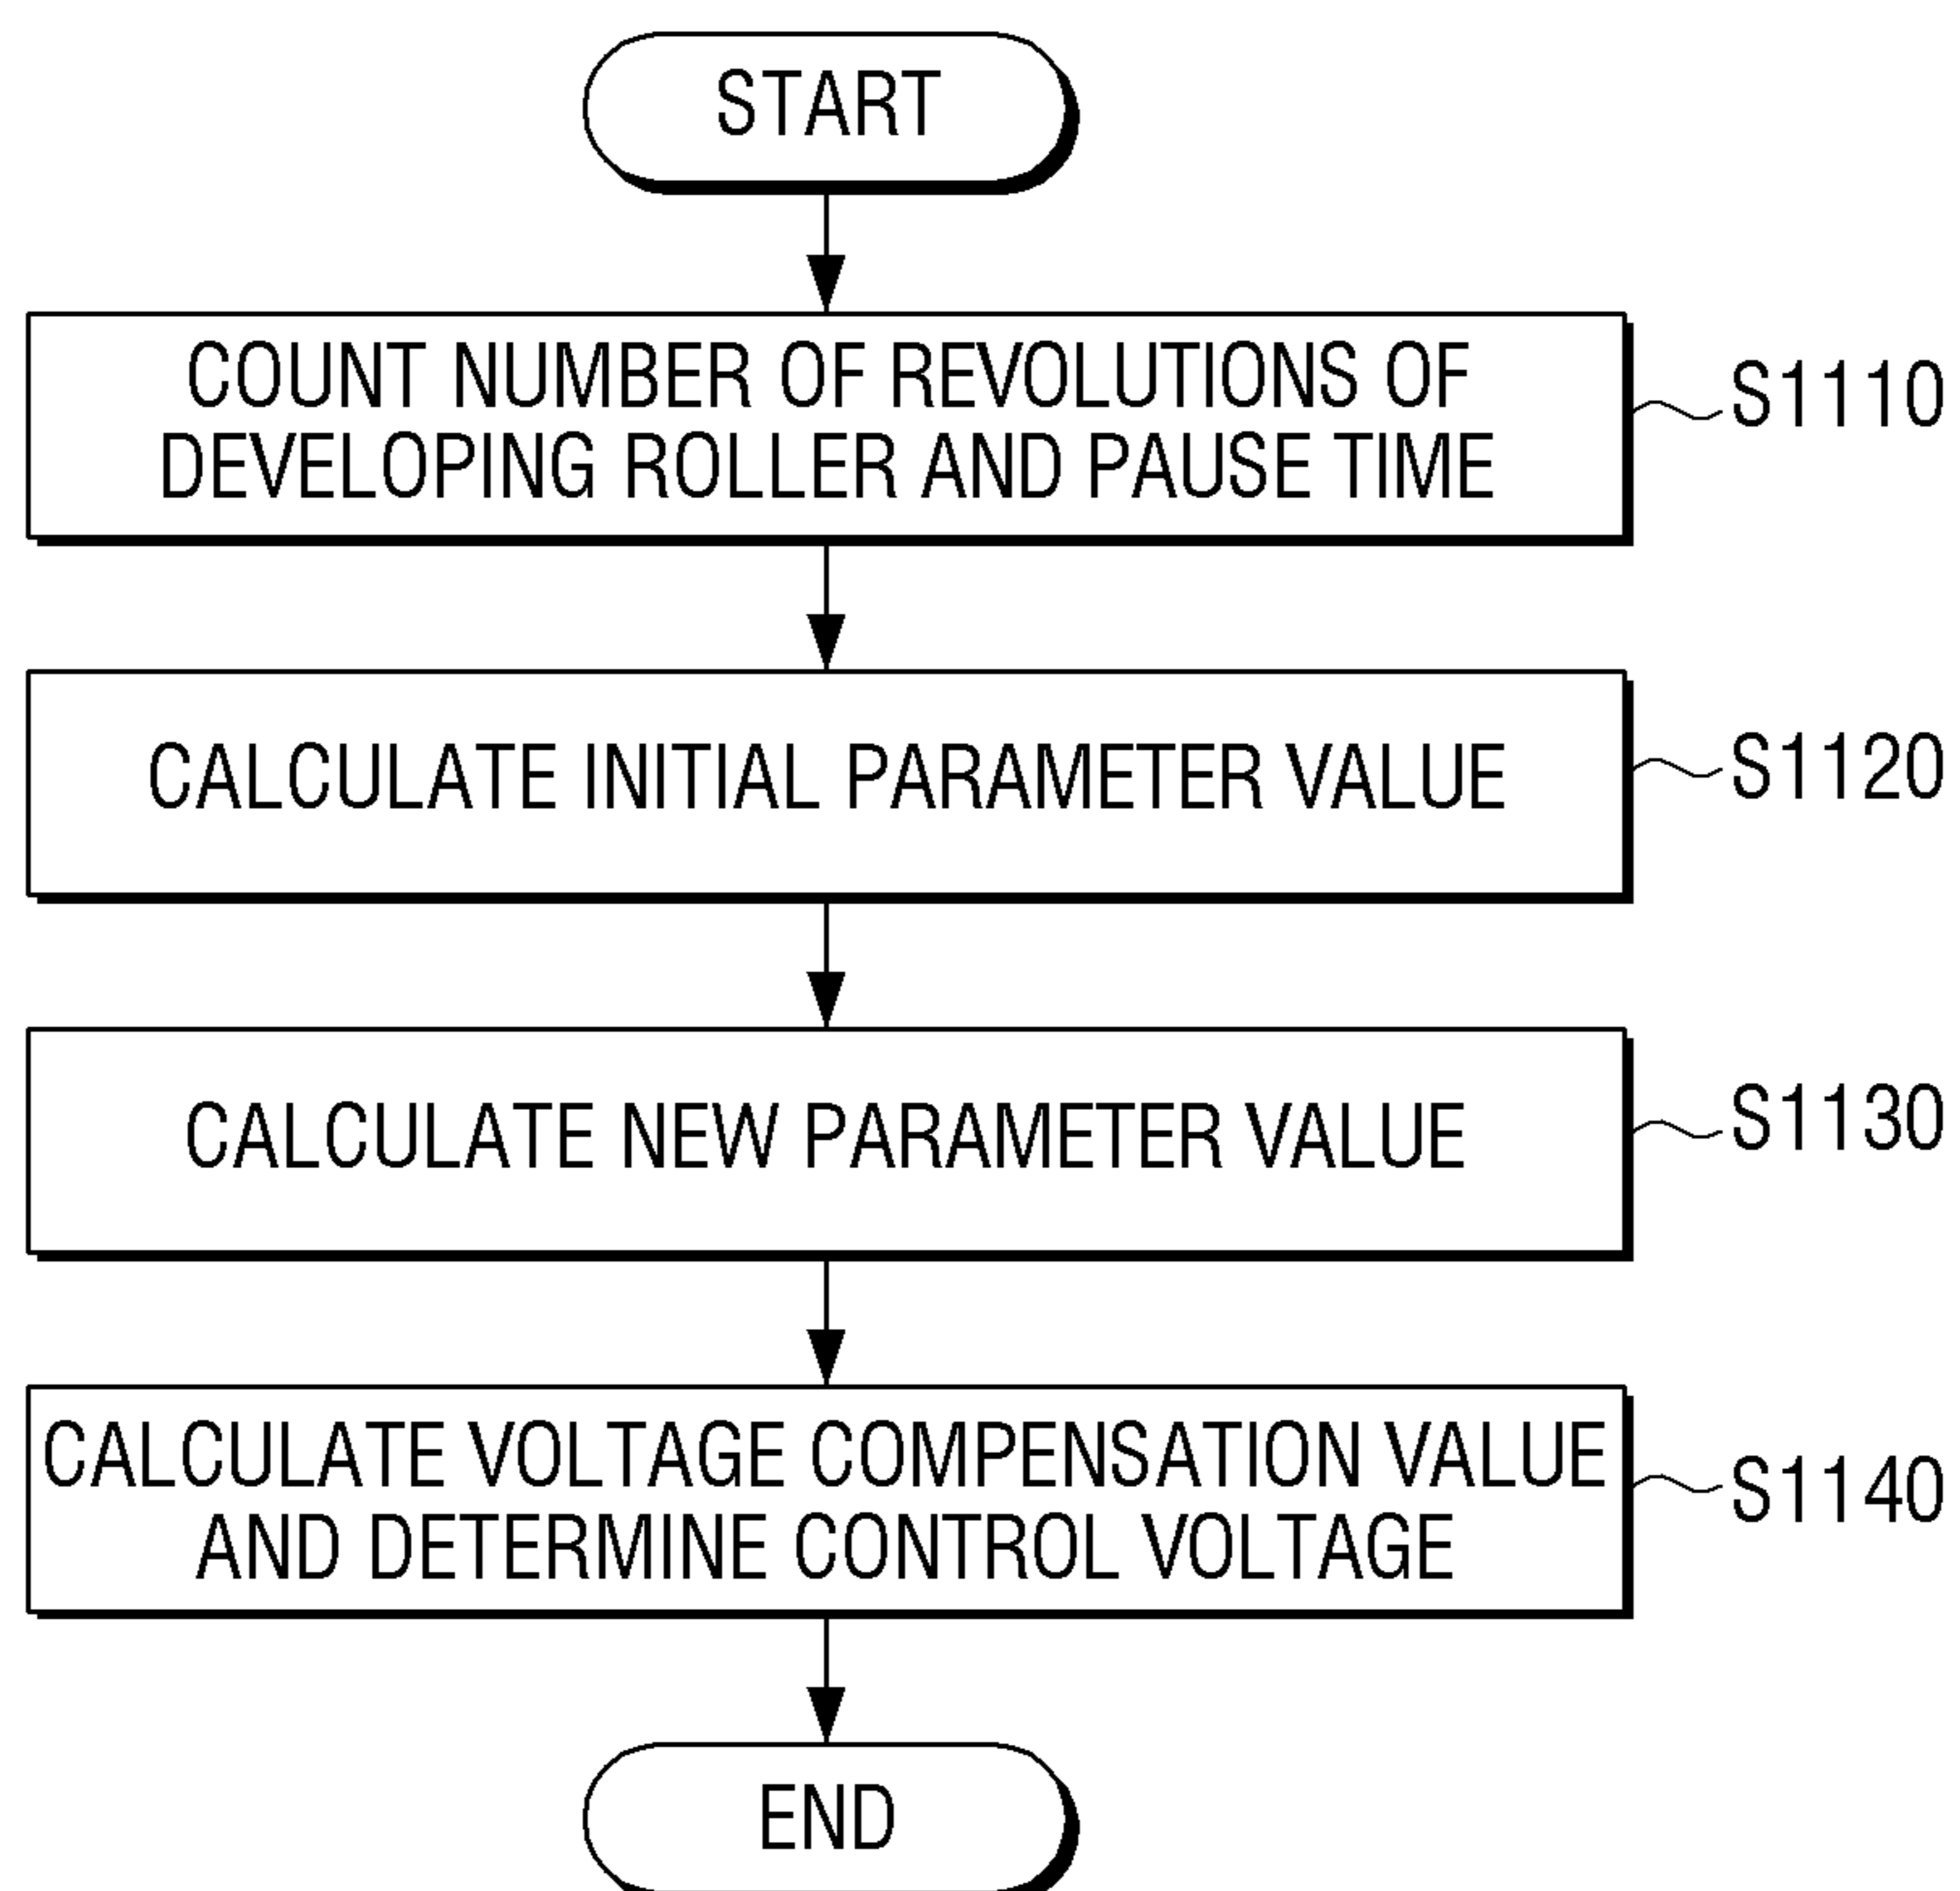 START
COUNT NUMBER OF REVOLUTIONS OF
DEVELOPING ROLLER AND PAUSE TIME
S1110
CALCULATE INITIAL PARAMETER VALUE
S1120
CALCULATE NEW PARAMETER VALUE
S1130
CALCULATE VOLTAGE COMPENSATION VALUE
AND DETERMINE CONTROL VOLTAGE
S1140
END